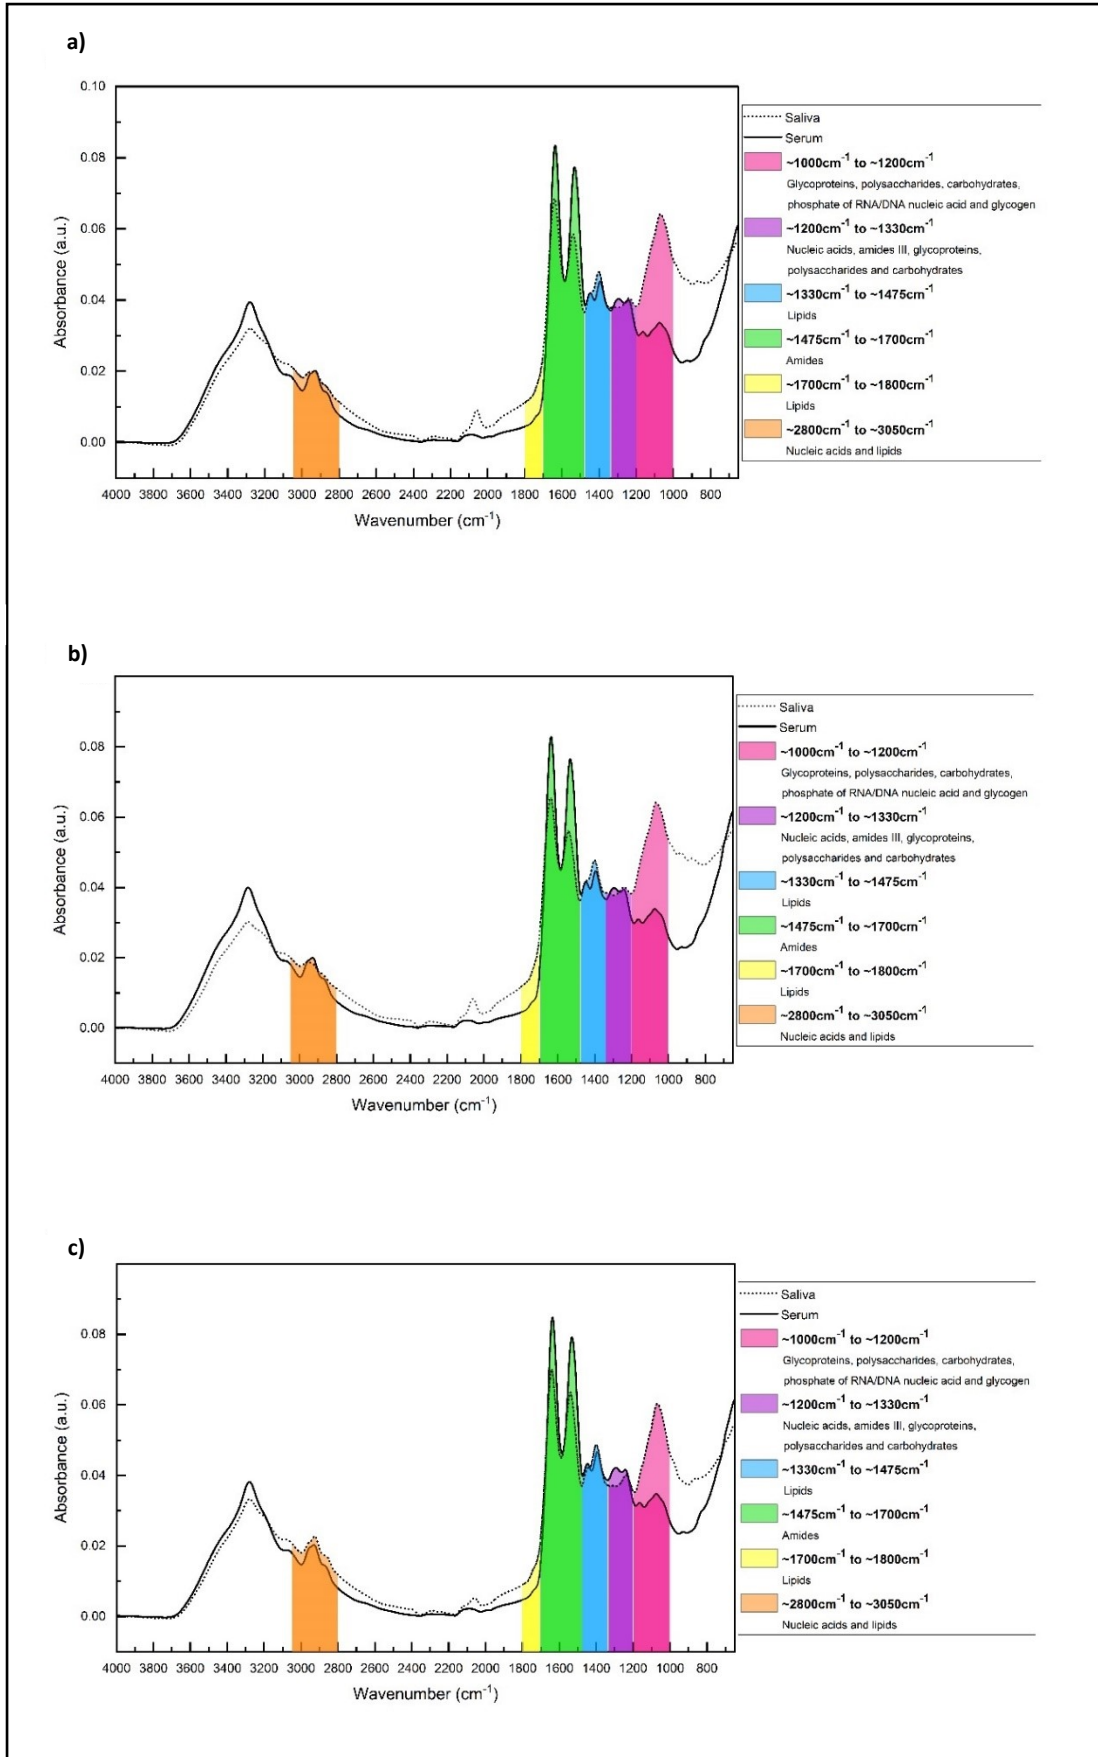 a)
0.10
0.08
0.06
0.04
0.02
0.00
Absorbance (a.u.)
4000 3800 3600 3400 3200 3000 2800 2600 2400 2200 2000 1800 1600 1400 1200 1000 800
Wavenumber (cm⁻¹)
Saliva
Serum
~1000cm⁻¹ to ~1200cm⁻¹
Glycoproteins, polysaccharides, carbohydrates,
phosphate of RNA/DNA nucleic acid and glycogen
~1200cm⁻¹ to ~1330cm⁻¹
Nucleic acids, amides III, glycoproteins,
polysaccharides and carbohydrates
~1330cm⁻¹ to ~1475cm⁻¹
Lipids
~1475cm⁻¹ to ~1700cm⁻¹
Amides
~1700cm⁻¹ to ~1800cm⁻¹
Lipids
~2800cm⁻¹ to ~3050cm⁻¹
Nucleic acids and lipids
b)
0.08
0.06
0.04
0.02
0.00
Absorbance (a.u.)
4000 3800 3600 3400 3200 3000 2800 2600 2400 2200 2000 1800 1600 1400 1200 1000 800
Wavenumber (cm⁻¹)
Saliva
Serum
~1000cm⁻¹ to ~1200cm⁻¹
Glycoproteins, polysaccharides, carbohydrates,
phosphate of RNA/DNA nucleic acid and glycogen
~1200cm⁻¹ to ~1330cm⁻¹
Nucleic acids, amides III, glycoproteins,
polysaccharides and carbohydrates
~1330cm⁻¹ to ~1475cm⁻¹
Lipids
~1475cm⁻¹ to ~1700cm⁻¹
Amides
~1700cm⁻¹ to ~1800cm⁻¹
Lipids
~2800cm⁻¹ to ~3050cm⁻¹
Nucleic acids and lipids
c)
0.08
0.06
0.04
0.02
0.00
Absorbance (a.u.)
4000 3800 3600 3400 3200 3000 2800 2600 2400 2200 2000 1800 1600 1400 1200 1000 800
Wavenumber (cm⁻¹)
Saliva
Serum
~1000cm⁻¹ to ~1200cm⁻¹
Glycoproteins, polysaccharides, carbohydrates,
phosphate of RNA/DNA nucleic acid and glycogen
~1200cm⁻¹ to ~1330cm⁻¹
Nucleic acids, amides III, glycoproteins,
polysaccharides and carbohydrates
~1330cm⁻¹ to ~1475cm⁻¹
Lipids
~1475cm⁻¹ to ~1700cm⁻¹
Amides
~1700cm⁻¹ to ~1800cm⁻¹
Lipids
~2800cm⁻¹ to ~3050cm⁻¹
Nucleic acids and lipids